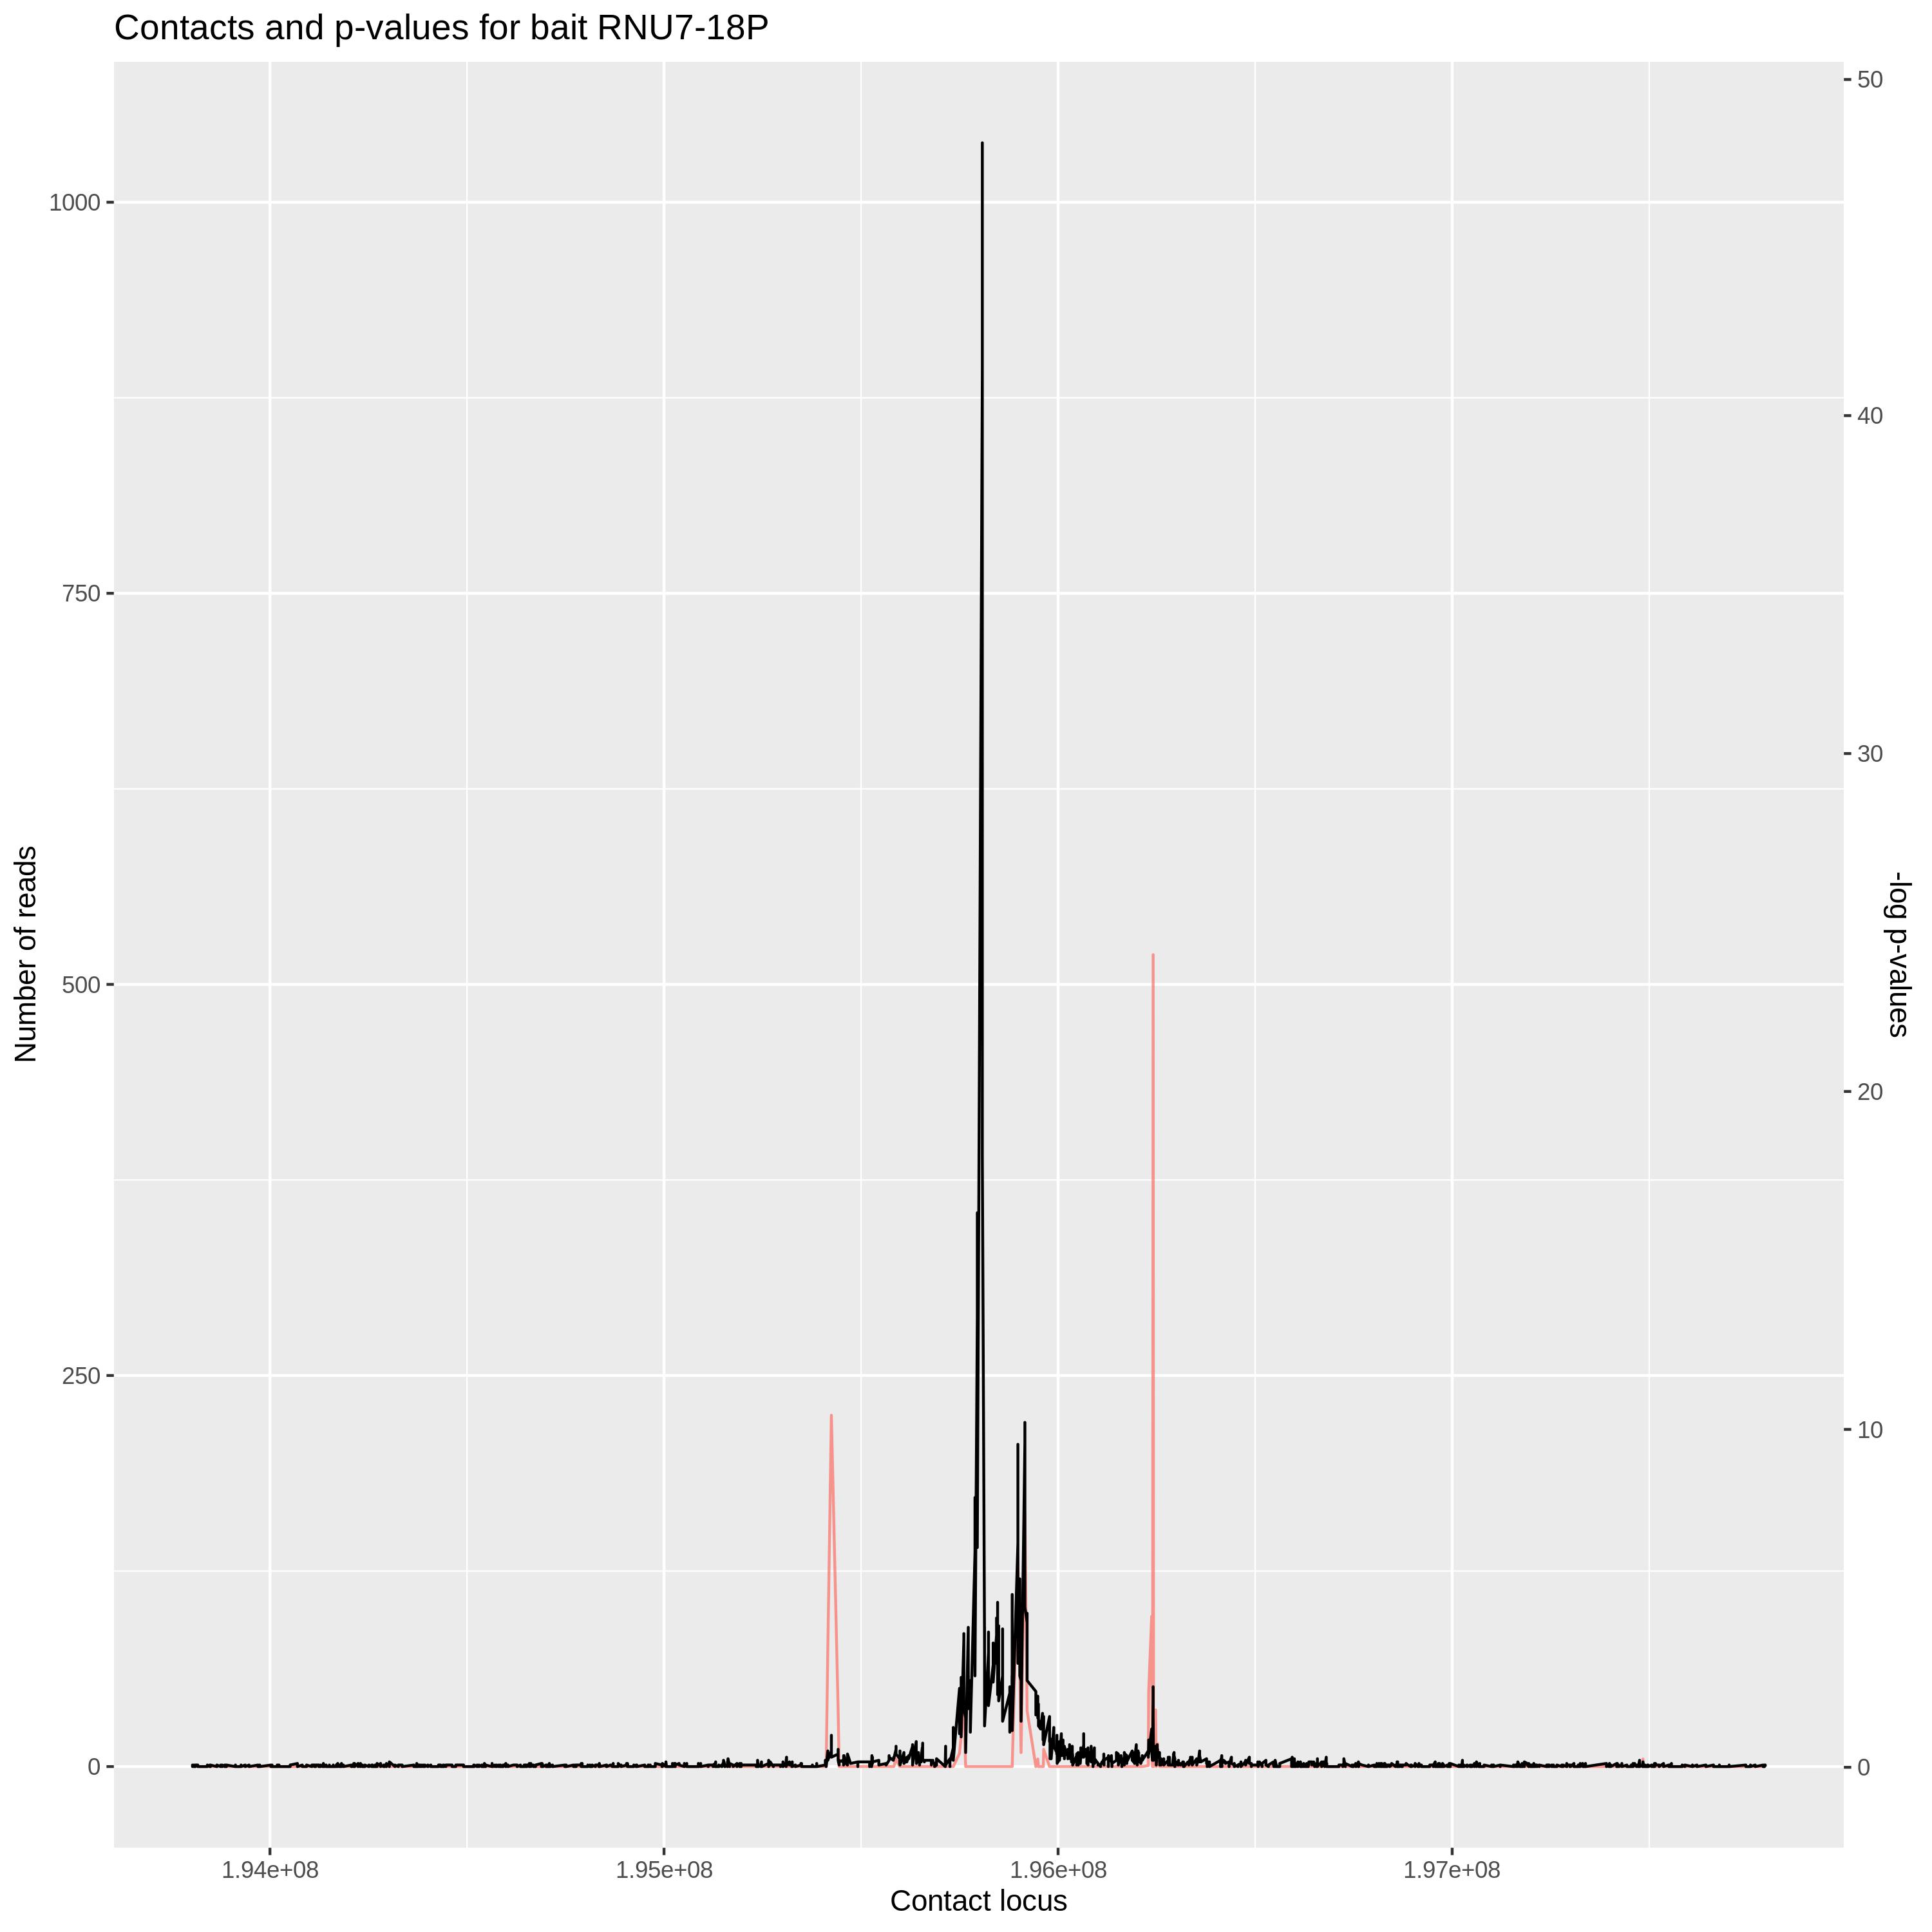 Contacts and p-values for bait RNU7-18P
1000
750
500
250
0
Number of reads
50
40
30
20
10
0
-log p-values
1.94e+08
1.95e+08
1.96e+08
1.97e+08
Contact locus